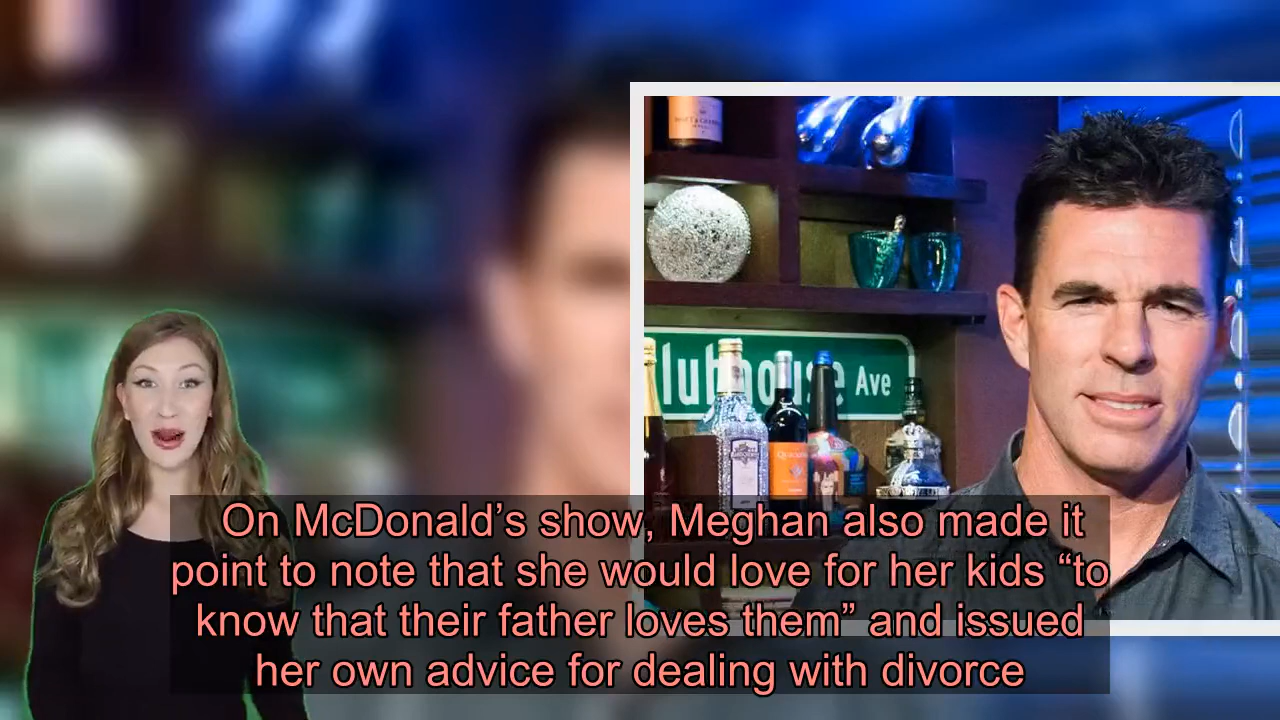 lubhouse Ave
On McDonald’s show, Meghan also made it
point to note that she would love for her kids “to
know that their father loves them” and issued
her own advice for dealing with divorce